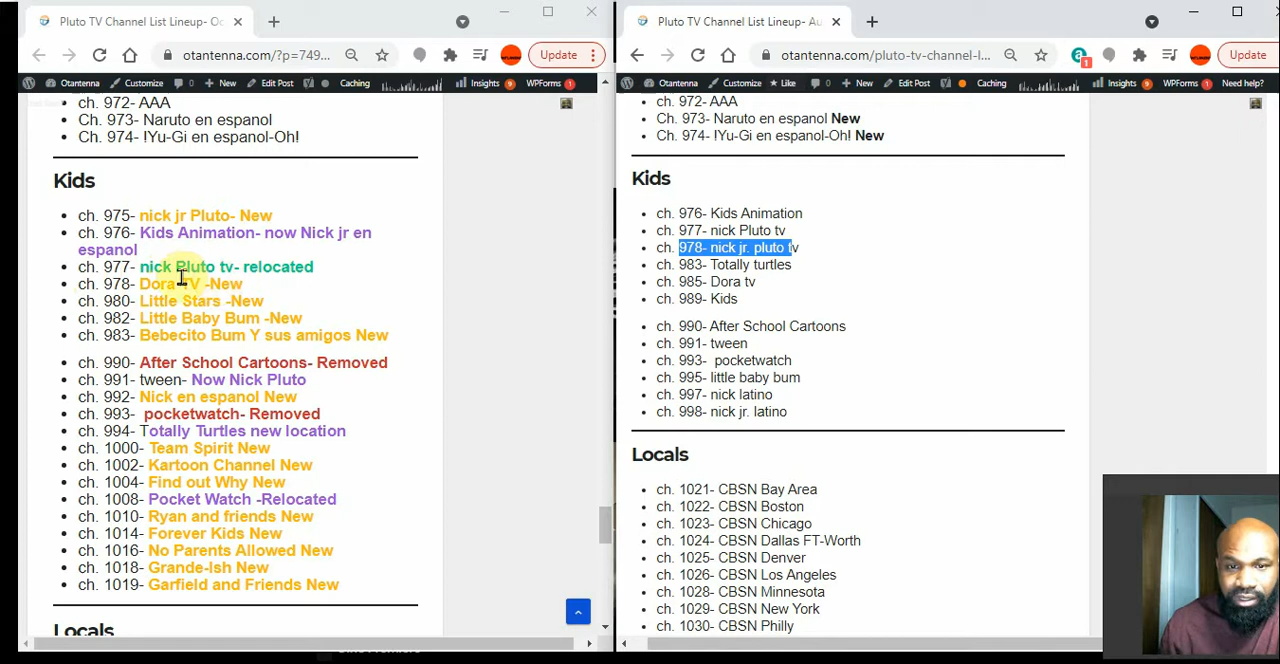 Pluto TV Channel List Lineup- Oc
otantenna.com/?p=749...
Update
Otantenna
Customize
0
New
Edit Post
Caching
Insights 9
WPForms 1
ch. 972- AAA
Ch. 973- Naruto en espanol
Ch. 974- !Yu-Gi en espanol-Oh!
Kids
ch. 975- nick jr Pluto- New
ch. 976- Kids Animation- now Nick jr en
espanol
ch. 977- nick Pluto tv- relocated
ch. 978- Dora TV -New
ch. 980- Little Stars -New
ch. 982- Little Baby Bum -New
ch. 983- Bebecito Bum Y sus amigos New
ch. 990- After School Cartoons- Removed
ch. 991- tween- Now Nick Pluto
ch. 992- Nick en espanol New
ch. 993- pocketwatch- Removed
ch. 994- Totally Turtles new location
ch. 1000- Team Spirit New
ch. 1002- Kartoon Channel New
ch. 1004- Find out Why New
ch. 1008- Pocket Watch -Relocated
ch. 1010- Ryan and friends New
ch. 1014- Forever Kids New
ch. 1016- No Parents Allowed New
ch. 1018- Grande-Ish New
ch. 1019- Garfield and Friends New
Locals
Pluto TV Channel List Lineup- Au
otantenna.com/pluto-tv-channel-l...
1
Update
Otantenna
Customize
Like
0
New
Edit Post
Caching
Insights 9
WPForms 1
Need help?
ch. 972- AAA
Ch. 973- Naruto en espanol New
Ch. 974- !Yu-Gi en espanol-Oh! New
Kids
ch. 976- Kids Animation
ch. 977- nick Pluto tv
ch. 978- nick jr. pluto tv
ch. 983- Totally turtles
ch. 985- Dora tv
ch. 989- Kids
ch. 990- After School Cartoons
ch. 991- tween
ch. 993- pocketwatch
ch. 995- little baby bum
ch. 997- nick latino
ch. 998- nick jr. latino
Locals
ch. 1021- CBSN Bay Area
ch. 1022- CBSN Boston
ch. 1023- CBSN Chicago
ch. 1024- CBSN Dallas FT-Worth
ch. 1025- CBSN Denver
ch. 1026- CBSN Los Angeles
ch. 1028- CBSN Minnesota
ch. 1029- CBSN New York
ch. 1030- CBSN Philly